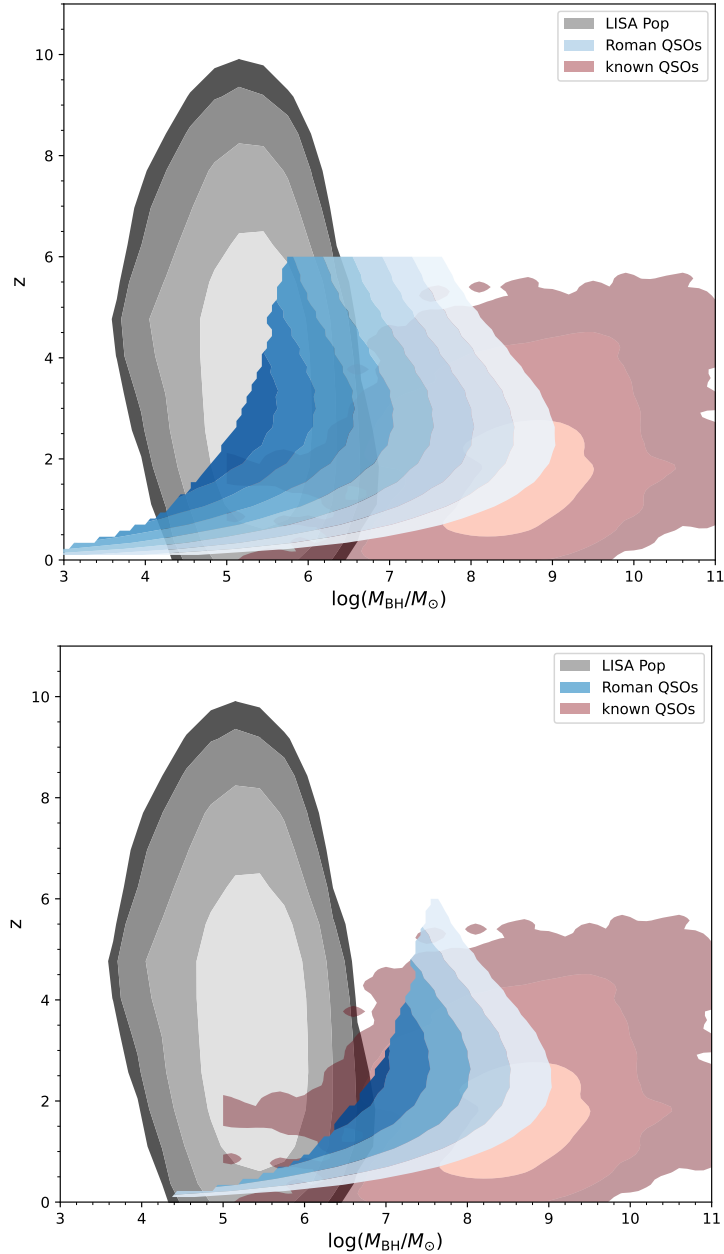 LISA Pop
Roman QSOs
known QSOs
10
8
6
4
2
0
z
3 4 5 6 7 8 9 10 11
log(M_BH/M_⊙)
LISA Pop
Roman QSOs
known QSOs
10
8
6
4
2
0
z
3 4 5 6 7 8 9 10 11
log(M_BH/M_⊙)